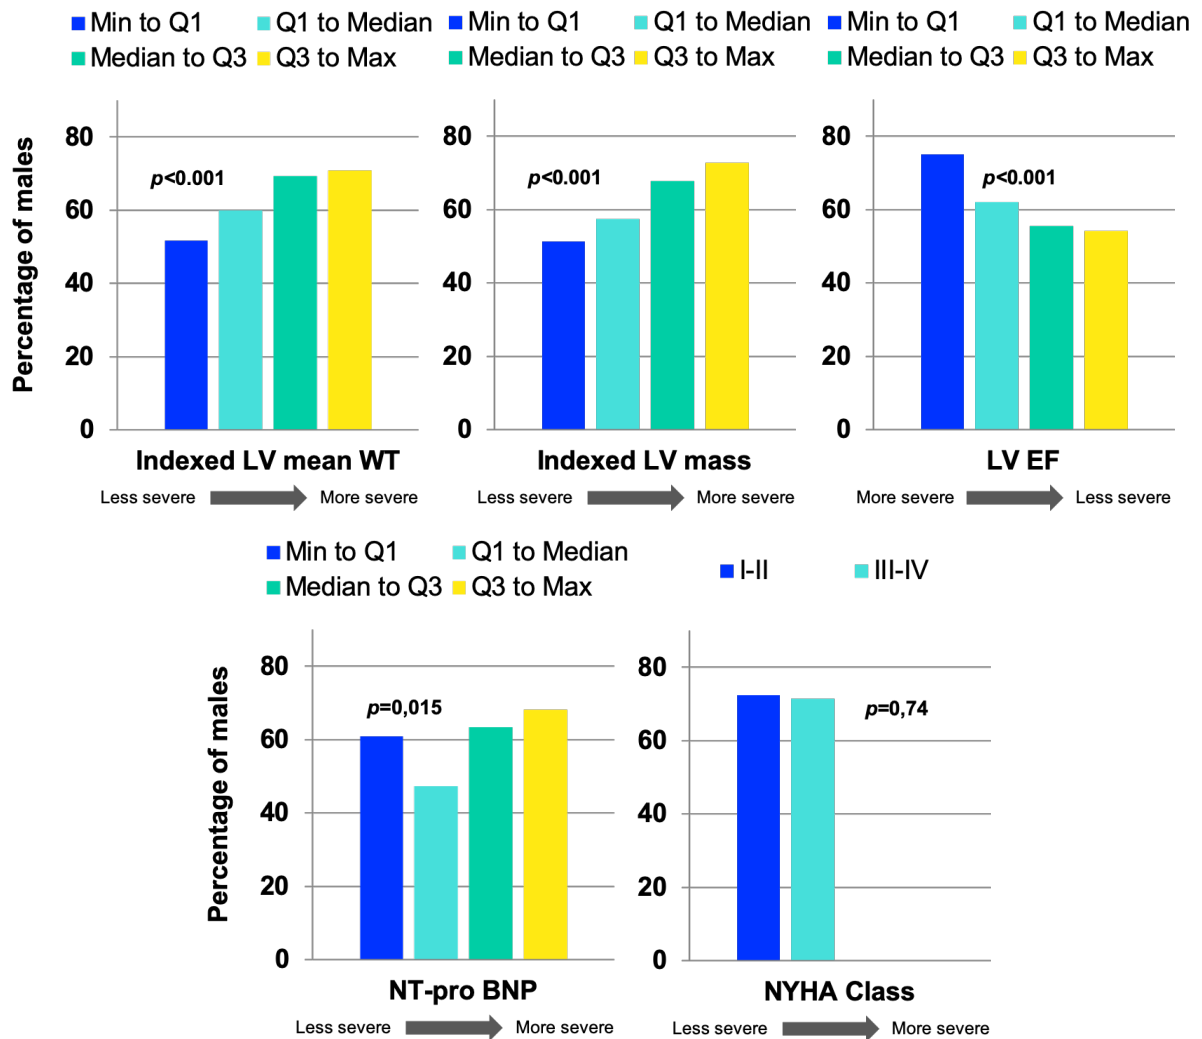 Min to Q1 Q1 to Median
Median to Q3 Q3 to Max
Percentage of males
80
60
40
20
0
p<0.001
Indexed LV mean WT
Less severe More severe
Min to Q1 Q1 to Median
Median to Q3 Q3 to Max
80
60
40
20
0
p<0.001
Indexed LV mass
Less severe More severe
Min to Q1 Q1 to Median
Median to Q3 Q3 to Max
80
60
40
20
0
p<0.001
LV EF
More severe Less severe
Min to Q1 Q1 to Median
Median to Q3 Q3 to Max
Percentage of males
80
60
40
20
0
p=0,015
NT-pro BNP
Less severe More severe
I-II III-IV
80
60
40
20
0
p=0,74
NYHA Class
Less severe More severe